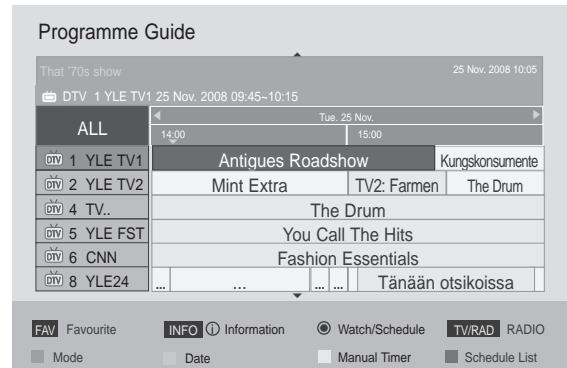 Programme Guide
That '70s show 25 Nov. 2008 10:05
DTV 1 YLE TV1 25 Nov. 2008 09:45~10:15
ALL Tue. 25 Nov.
14:00 15:00
DTV 1 YLE TV1 Antigues Roadshow Kungskonsumente
DTV 2 YLE TV2 Mint Extra TV2: Farmen The Drum
DTV 4 TV.. The Drum
DTV 5 YLE FST You Call The Hits
DTV 6 CNN Fashion Essentials
DTV 8 YLE24 ... ... ... ... Tänään otsikoissa
FAV Favourite INFO ⓘ Information Watch/Schedule TV/RAD RADIO
Mode Date Manual Timer Schedule List